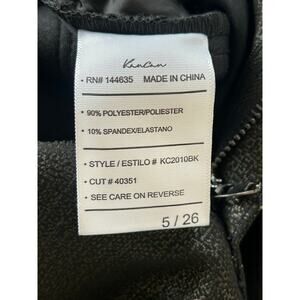 KanCan
• RN# 144635 MADE IN CHINA
• 90% POLYESTER/POLIESTER
• 10% SPANDEX/ELASTANO
• STYLE / ESTILO # KC2010BK
• CUT # 40351
• SEE CARE ON REVERSE
5 / 26